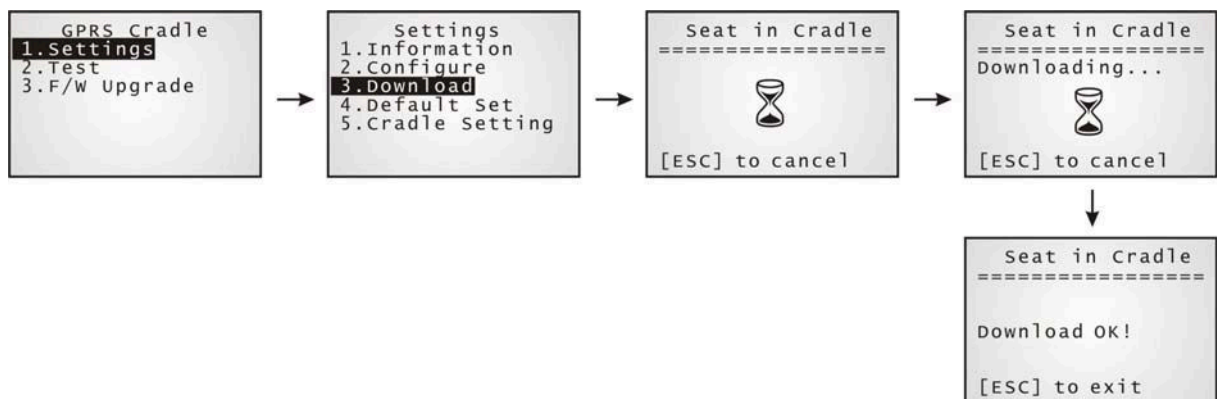 GPRS Cradle
1.Settings
2.Test
3.F/W Upgrade
Settings
1.Information
2.Configure
3.Download
4.Default Set
5.Cradle Setting
Seat in Cradle
=================
[ESC] to cancel
Seat in Cradle
=================
Downloading...
[ESC] to cancel
Seat in Cradle
=================
Download OK!
[ESC] to exit